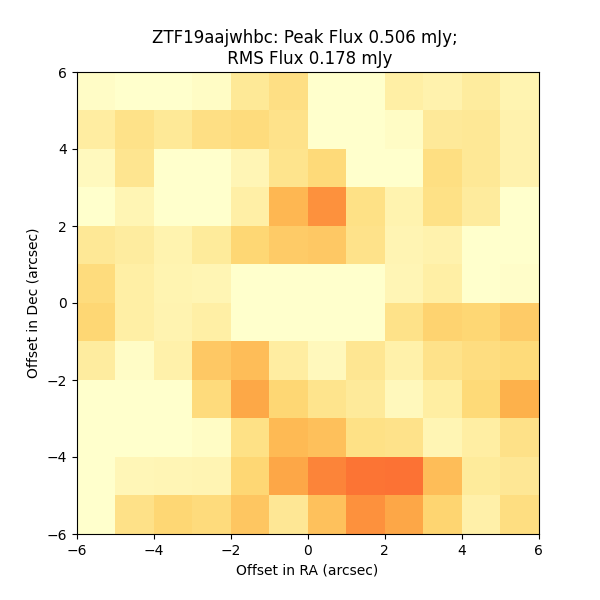 ZTF19aajwhbc: Peak Flux 0.506 mJy;
RMS Flux 0.178 mJy
6
4
2
0
−2
−4
−6
Offset in Dec (arcsec)
−6 −4 −2 0 2 4 6
Offset in RA (arcsec)